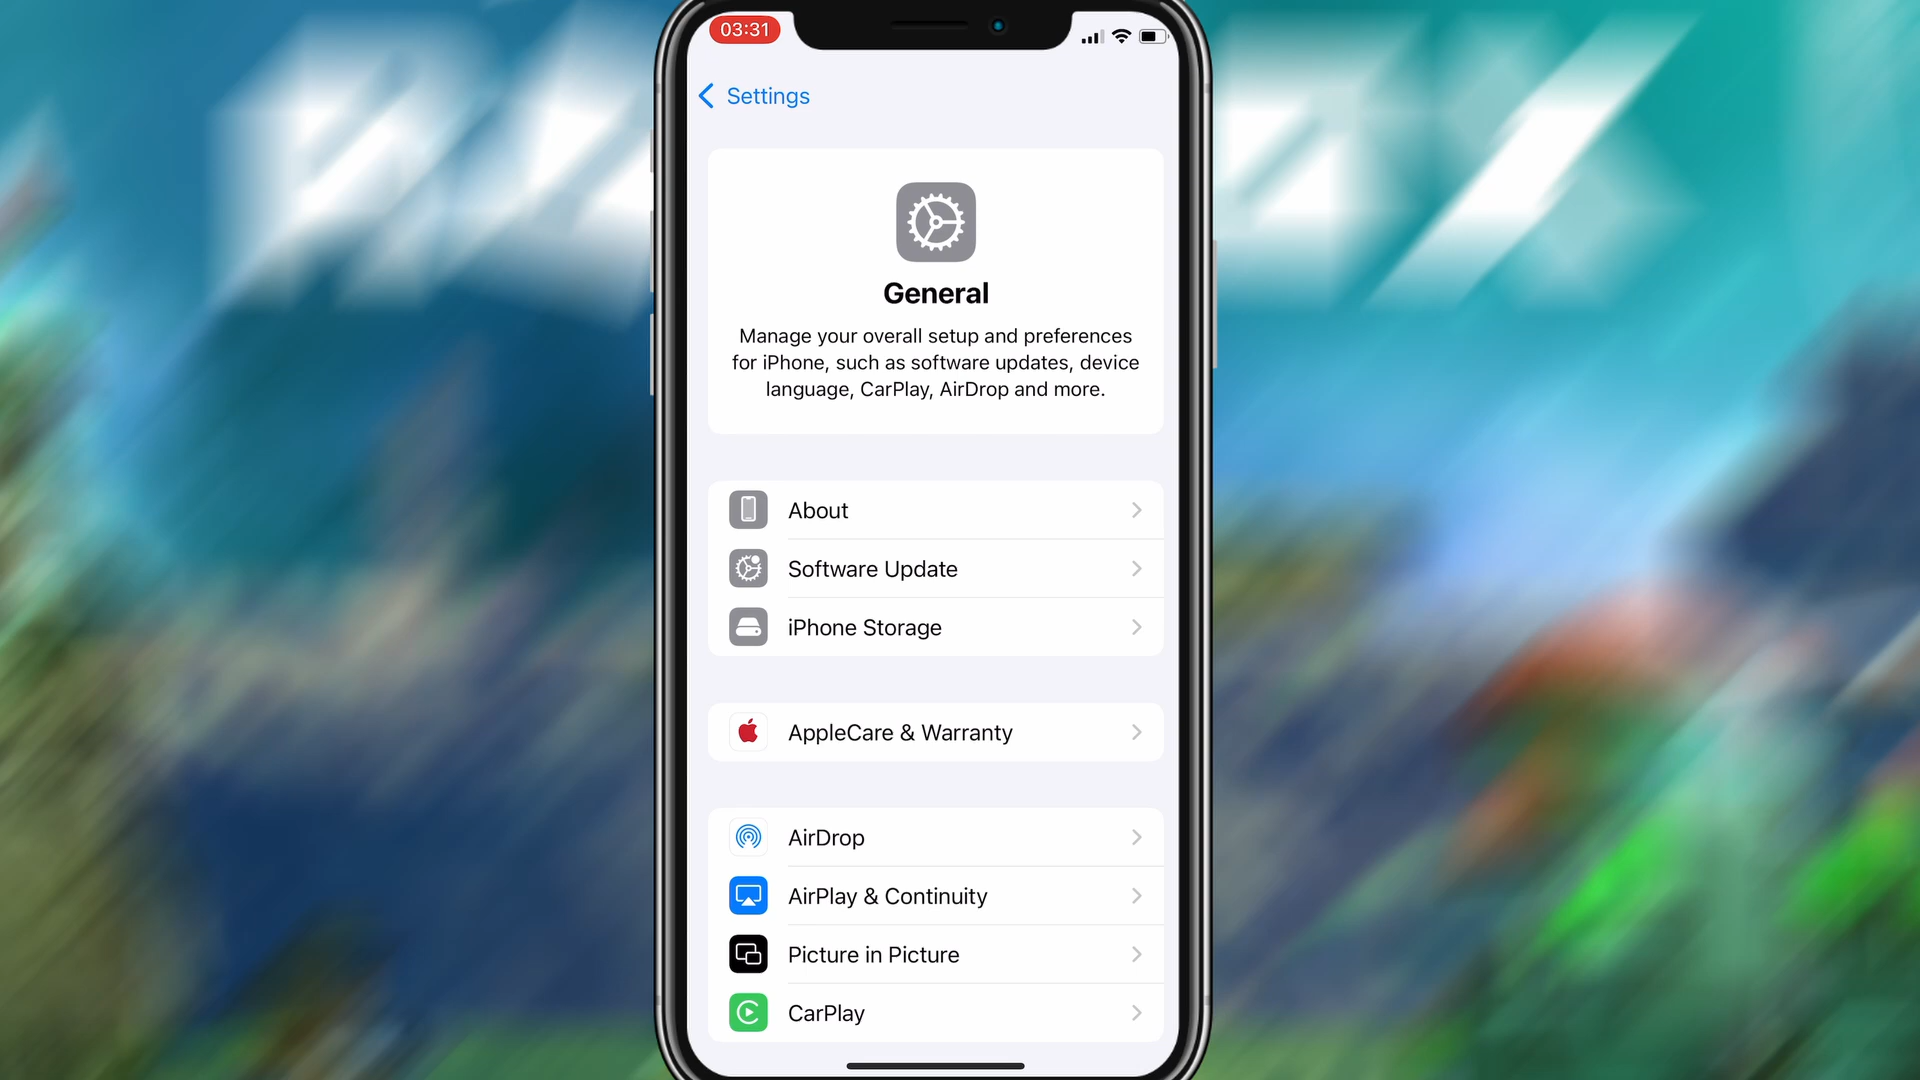 03:31
Settings
General
Manage your overall setup and preferences
for iPhone, such as software updates, device
language, CarPlay, AirDrop and more.
About
Software Update
iPhone Storage
AppleCare & Warranty
AirDrop
AirPlay & Continuity
Picture in Picture
CarPlay